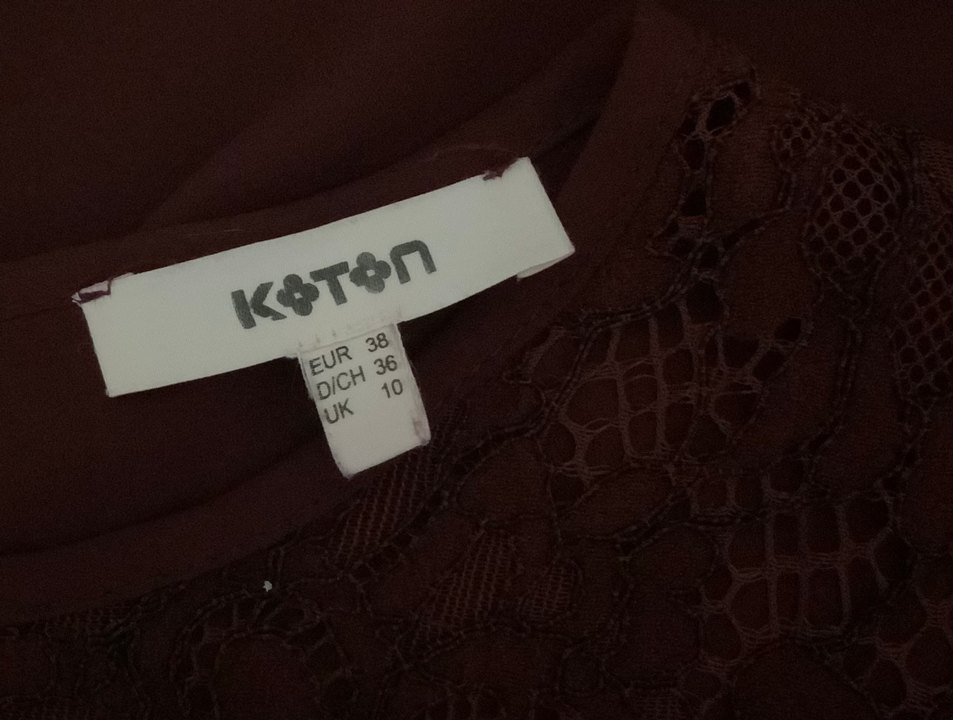 KOTON
EUR 38
D/CH 36
UK 10